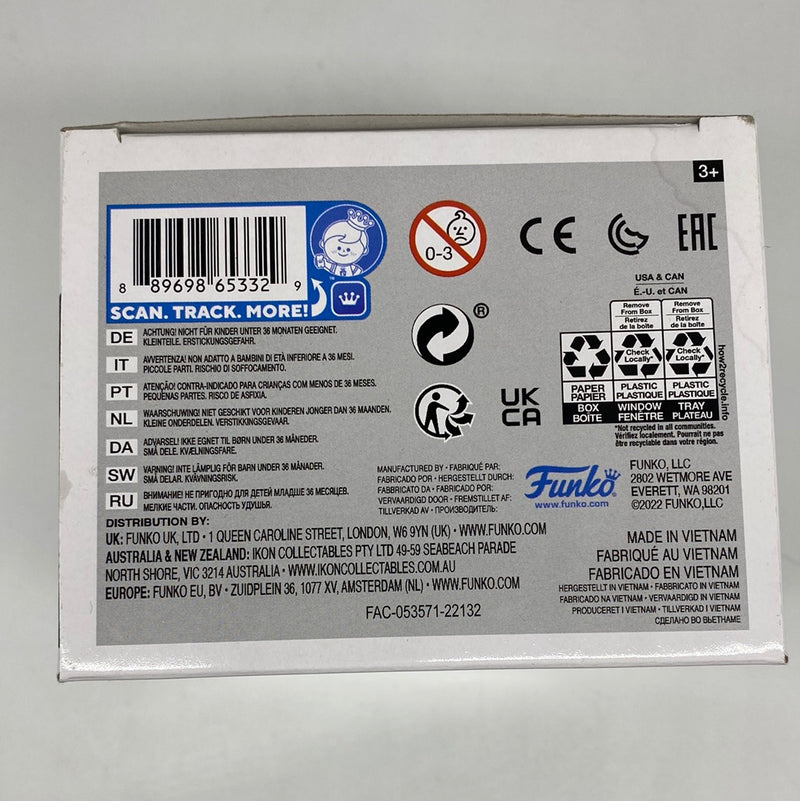 3+
8 89698 65332 9
SCAN. TRACK. MORE!
0-3
CE
EAC
®
UK
CA
USA & CAN
É.-U. et CAN
Remove From Box
Retirez de la boîte
Remove From Box
Retirez de la boîte
Check Locally*
Check Locally*
PAPER
PAPIER
BOX
BOÎTE
PLASTIC
PLASTIQUE
WINDOW
FENÊTRE
PLASTIC
PLASTIQUE
TRAY
PLATEAU
how2recycle.info
*Not recycled in all communities.
Vérifiez localement. Pourrait ne pas
être recyclable dans votre région.
DE ACHTUNG! NICHT FÜR KINDER UNTER 36 MONATEN GEEIGNET.
KLEINTEILE. ERSTICKUNGSGEFAHR.
IT AVVERTENZA! NON ADATTO A BAMBINI DI ETÀ INFERIORE A 36 MESI.
PICCOLE PARTI. RISCHIO DI SOFFOCAMENTO.
PT ATENÇÃO! CONTRA-INDICADO PARA CRIANÇAS COM MENOS DE 36 MESES.
PEQUENAS PARTES. RISCO DE ASFIXIA.
NL WAARSCHUWING! NIET GESCHIKT VOOR KINDEREN JONGER DAN 36 MAANDEN.
KLEINE ONDERDELEN. VERSTIKKINGSGEVAAR.
DA ADVARSEL! IKKE EGNET TIL BØRN UNDER 36 MÅNEDER.
SMÅ DELE. KVÆLNINGSFARE.
SW VARNING! INTE LÄMPLIG FÖR BARN UNDER 36 MÅNADER.
SMÅ DELAR. KVÄVNINGSRISK.
RU ВНИМАНИЕ! НЕ ПРИГОДНО ДЛЯ ДЕТЕЙ МЛАДШЕ 36 МЕСЯЦЕВ.
МЕЛКИЕ ЧАСТИ. ОПАСНОСТЬ УДУШЬЯ.
MANUFACTURED BY • FABRIQUÉ PAR:
FABRICADO POR • HERGESTELLT DURCH:
FABBRICATO DA • FABRICADO POR:
VERVAARDIGD DOOR • FREMSTILLET AF:
TILLVERKAD AV • ПРОИЗВОДИТЕЛЬ:
Funko®
www.funko.com
FUNKO, LLC
2802 WETMORE AVE
EVERETT, WA 98201
©2022 FUNKO,LLC
DISTRIBUTION BY:
UK: FUNKO UK, LTD • 1 QUEEN CAROLINE STREET, LONDON, W6 9YN (UK) • WWW.FUNKO.COM
AUSTRALIA & NEW ZEALAND: IKON COLLECTABLES PTY LTD 49-59 SEABEACH PARADE
NORTH SHORE, VIC 3214 AUSTRALIA • WWW.IKONCOLLECTABLES.COM.AU
EUROPE: FUNKO EU, BV • ZUIDPLEIN 36, 1077 XV, AMSTERDAM (NL) • WWW.FUNKO.COM
FAC-053571-22132
MADE IN VIETNAM
FABRIQUÉ AU VIETNAM
FABRICADO EN VIETNAM
HERGESTELLT IN VIETNAM • FABBRICATO IN VIETNAM
FABRICADO NA VIETNAM • VERVAARDIGD IN VIETNAM
PRODUCERET I VIETNAM • TILLVERKAD I VIETNAM
СДЕЛАНО ВО ВЬЕТНАМЕ